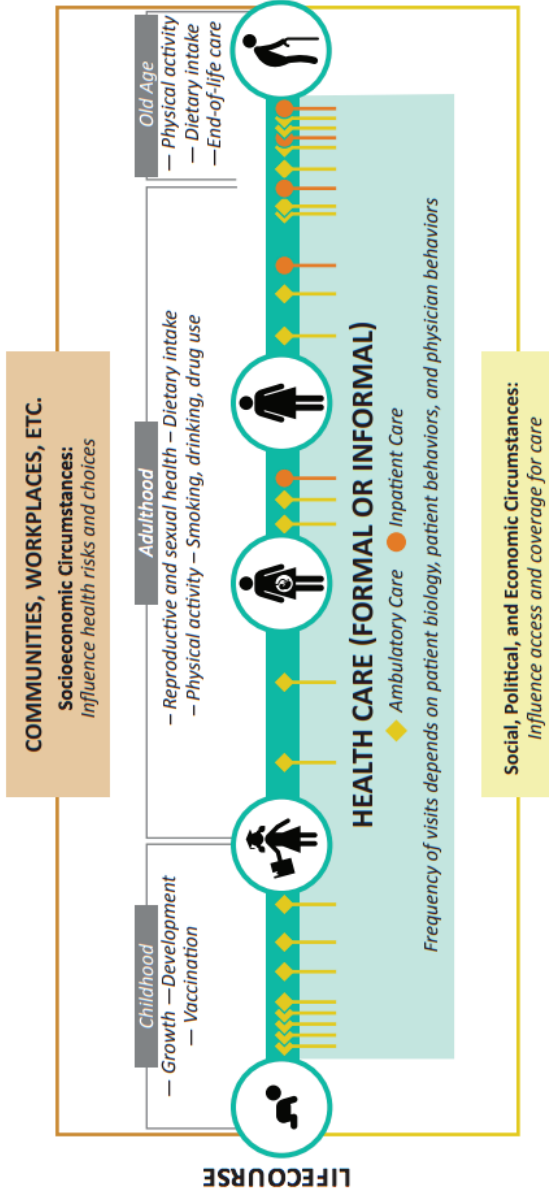 COMMUNITIES, WORKPLACES, ETC.
Socioeconomic Circumstances:
Influence health risks and choices
Childhood
— Growth —Development
— Vaccination
Adulthood
– Reproductive and sexual health – Dietary intake
– Physical activity – Smoking, drinking, drug use
Old Age
— Physical activity
— Dietary intake
—End-of-life care
LIFECOURSE
HEALTH CARE (FORMAL OR INFORMAL)
Ambulatory Care Inpatient Care
Frequency of visits depends on patient biology, patient behaviors, and physician behaviors
Social, Political, and Economic Circumstances:
Influence access and coverage for care